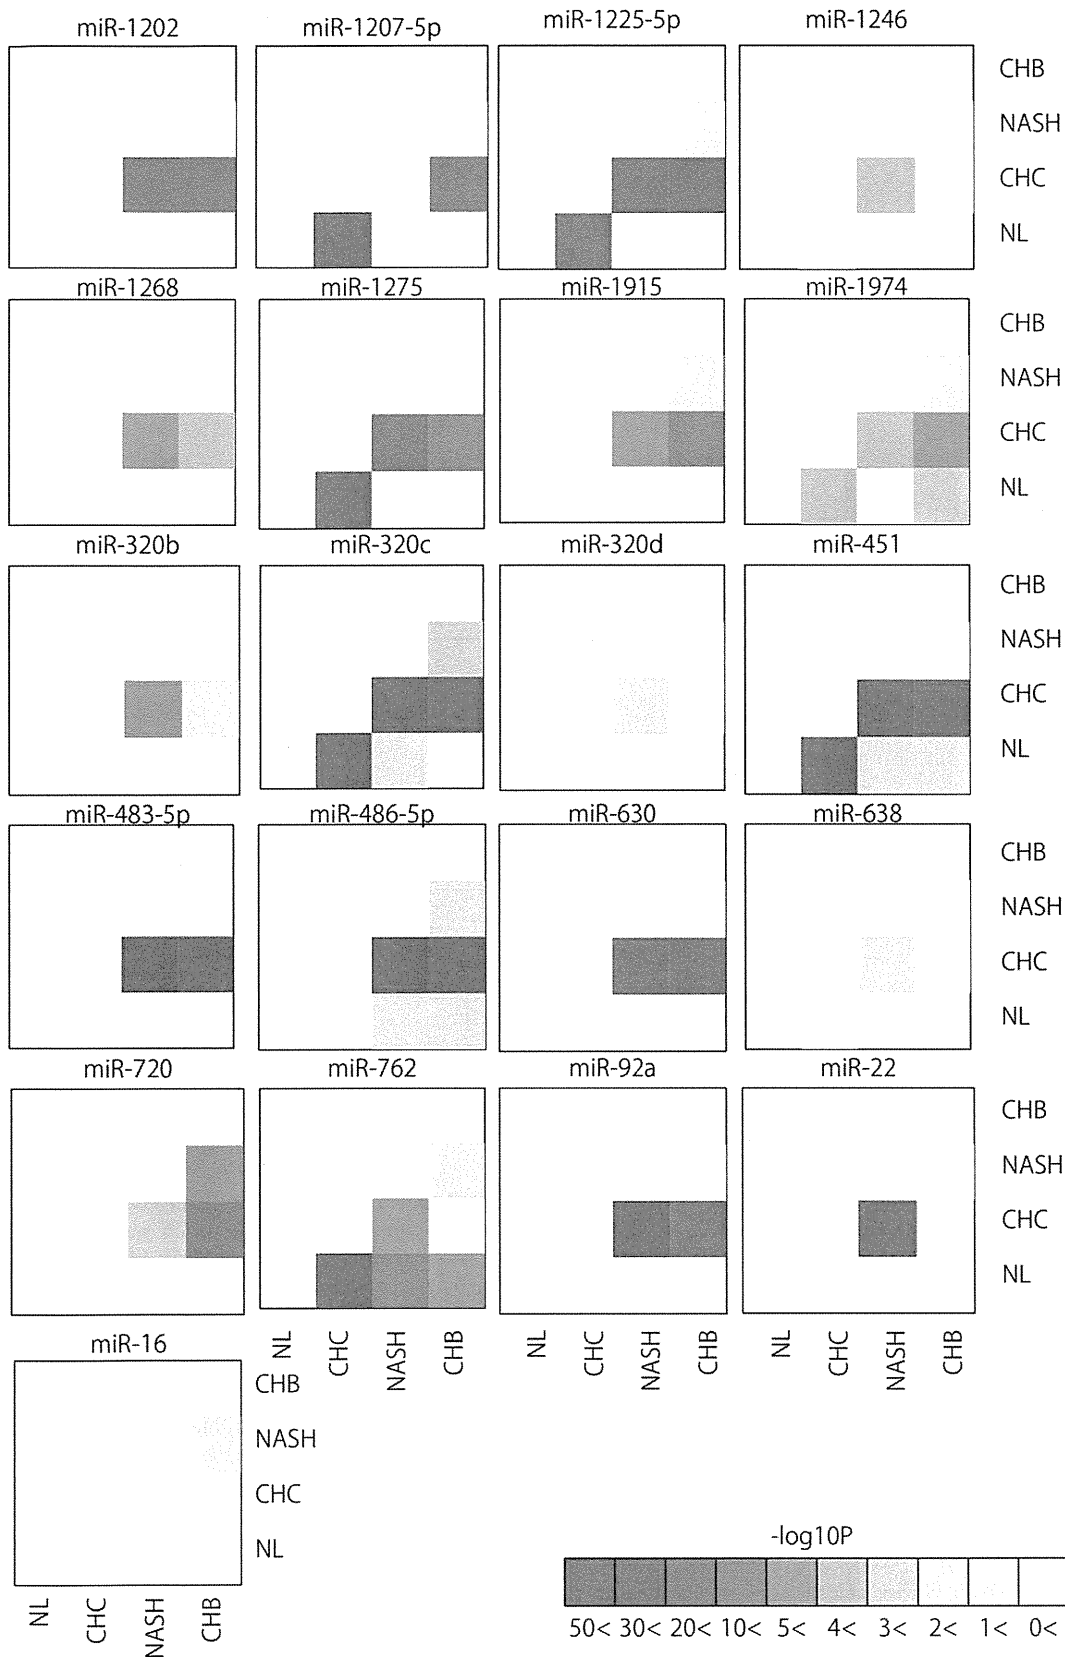 miR-1202 miR-1207-5p miR-1225-5p miR-1246
CHB
NASH
CHC
NL
miR-1268 miR-1275 miR-1915 miR-1974
CHB
NASH
CHC
NL
miR-320b miR-320c miR-320d miR-451
CHB
NASH
CHC
NL
miR-483-5p miR-486-5p miR-630 miR-638
CHB
NASH
CHC
NL
miR-720 miR-762 miR-92a miR-22
CHB
NASH
CHC
NL
NL CHC NASH CHB NL CHC NASH CHB NL CHC NASH CHB
miR-16
CHB
NASH
CHC
NL
NL CHC NASH CHB
-log10P
50< 30< 20< 10< 5< 4< 3< 2< 1< 0<